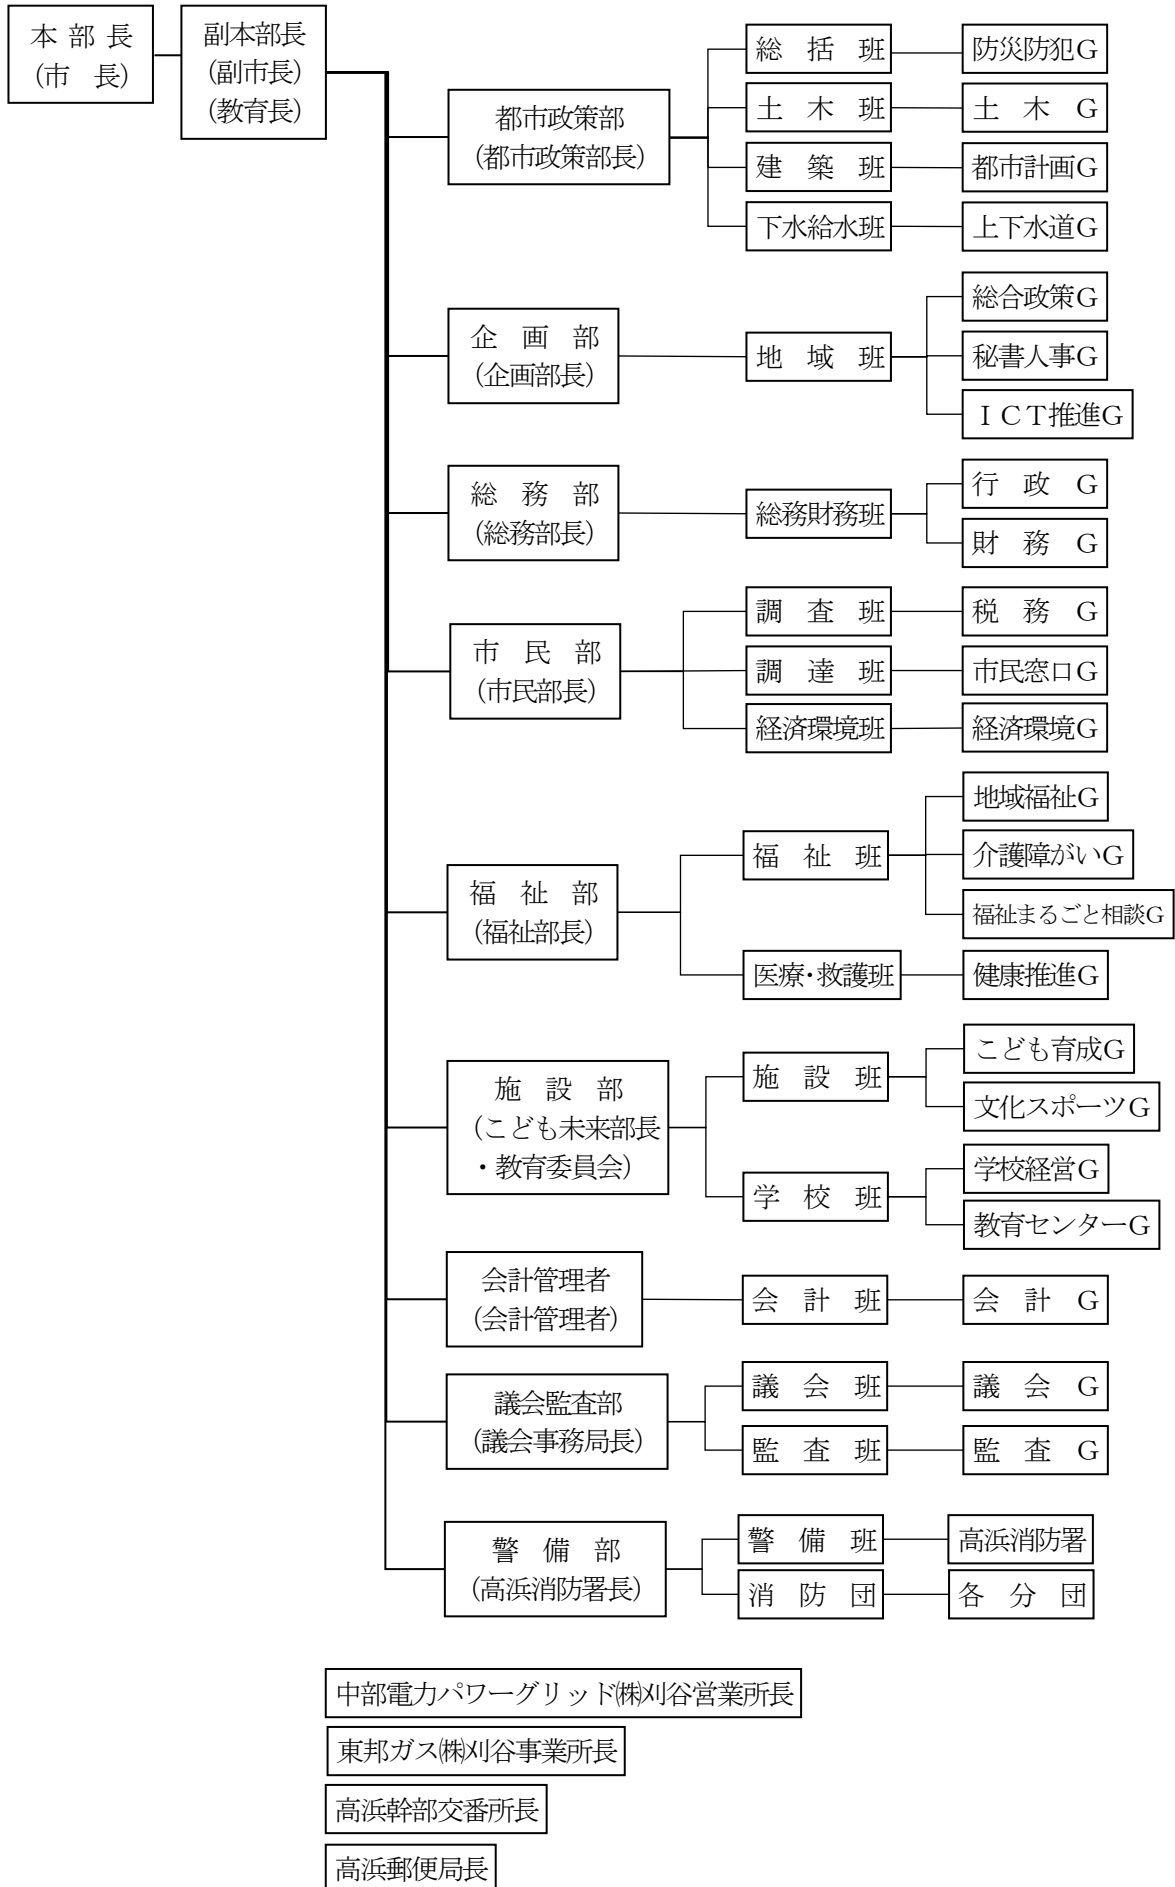 本部長
(市　長)
副本部長
(副市長)
(教育長)
都市政策部
(都市政策部長)
総　括　班
防災防犯G
土　木　班
土　木　G
建　築　班
都市計画G
下水給水班
上下水道G
企　画　部
(企画部長)
地　域　班
総合政策G
秘書人事G
ＩＣＴ推進G
総　務　部
(総務部長)
総務財務班
行　政　G
財　務　G
市　民　部
(市民部長)
調　査　班
税　務　G
調　達　班
市民窓口G
経済環境班
経済環境G
福　祉　部
(福祉部長)
福　祉　班
地域福祉G
介護障がいG
福祉まるごと相談G
医療・救護班
健康推進G
施　設　部
(こども未来部長
・教育委員会)
施　設　班
こども育成G
文化スポーツG
学　校　班
学校経営G
教育センターG
会計管理者
(会計管理者)
会　計　班
会　計　G
議会監査部
(議会事務局長)
議　会　班
議　会　G
監　査　班
監　査　G
警　備　部
(高浜消防署長)
警　備　班
高浜消防署
消　防　団
各　分　団
中部電力パワーグリッド㈱刈谷営業所長
東邦ガス㈱刈谷事業所長
高浜幹部交番所長
高浜郵便局長